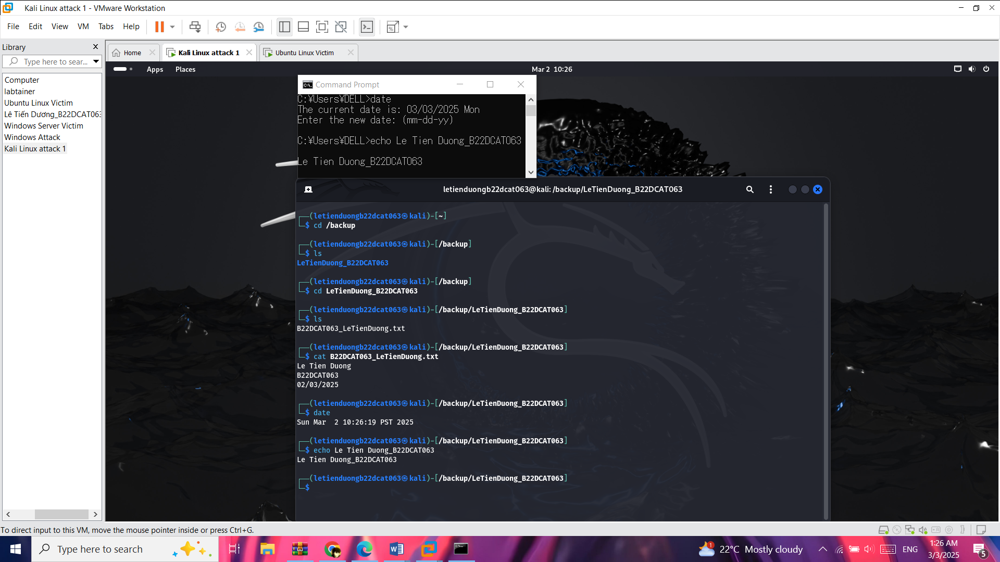 Kali Linux attack 1 - VMware Workstation
File Edit View VM Tabs Help
Library
Type here to sear...
Computer
labtainer
Ubuntu Linux Victim
Lê Tiến Dương_B22DCAT063
Windows Server Victim
Windows Attack
Kali Linux attack 1
Home
Kali Linux attack 1
Ubuntu Linux Victim
Apps Places
Mar 2 10:26
Command Prompt
C:¥Users¥DELL>date
The current date is: 03/03/2025 Mon
Enter the new date: (mm-dd-yy)
C:¥Users¥DELL>echo Le Tien Duong_B22DCAT063
Le Tien Duong_B22DCAT063
letienduongb22dcat063@kali: /backup/LeTienDuong_B22DCAT063
┌──(letienduongb22dcat063㉿kali)-[~]
└─$ cd /backup
┌──(letienduongb22dcat063㉿kali)-[/backup]
└─$ ls
LeTienDuong_B22DCAT063
┌──(letienduongb22dcat063㉿kali)-[/backup]
└─$ cd LeTienDuong_B22DCAT063
┌──(letienduongb22dcat063㉿kali)-[/backup/LeTienDuong_B22DCAT063]
└─$ ls
B22DCAT063_LeTienDuong.txt
┌──(letienduongb22dcat063㉿kali)-[/backup/LeTienDuong_B22DCAT063]
└─$ cat B22DCAT063_LeTienDuong.txt
Le Tien Duong
B22DCAT063
02/03/2025
┌──(letienduongb22dcat063㉿kali)-[/backup/LeTienDuong_B22DCAT063]
└─$ date
Sun Mar  2 10:26:19 PST 2025
┌──(letienduongb22dcat063㉿kali)-[/backup/LeTienDuong_B22DCAT063]
└─$ echo Le Tien Duong_B22DCAT063
Le Tien Duong_B22DCAT063
┌──(letienduongb22dcat063㉿kali)-[/backup/LeTienDuong_B22DCAT063]
└─$
To direct input to this VM, move the mouse pointer inside or press Ctrl+G.
Type here to search
1
22°C Mostly cloudy
ENG
1:26 AM
3/3/2025
5